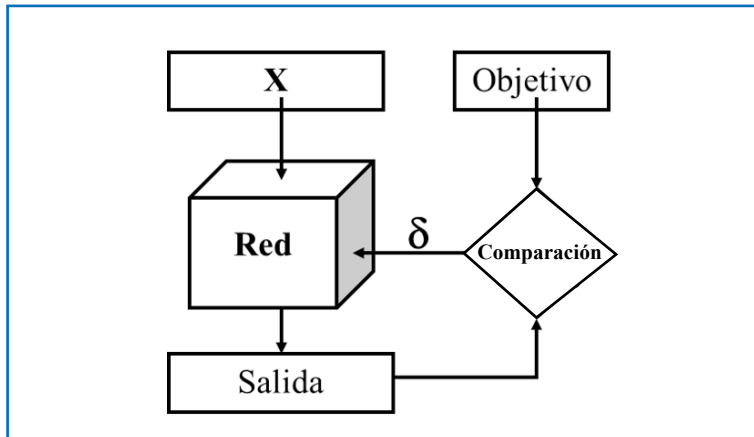 X
Objetivo
Red
δ
Comparación
Salida